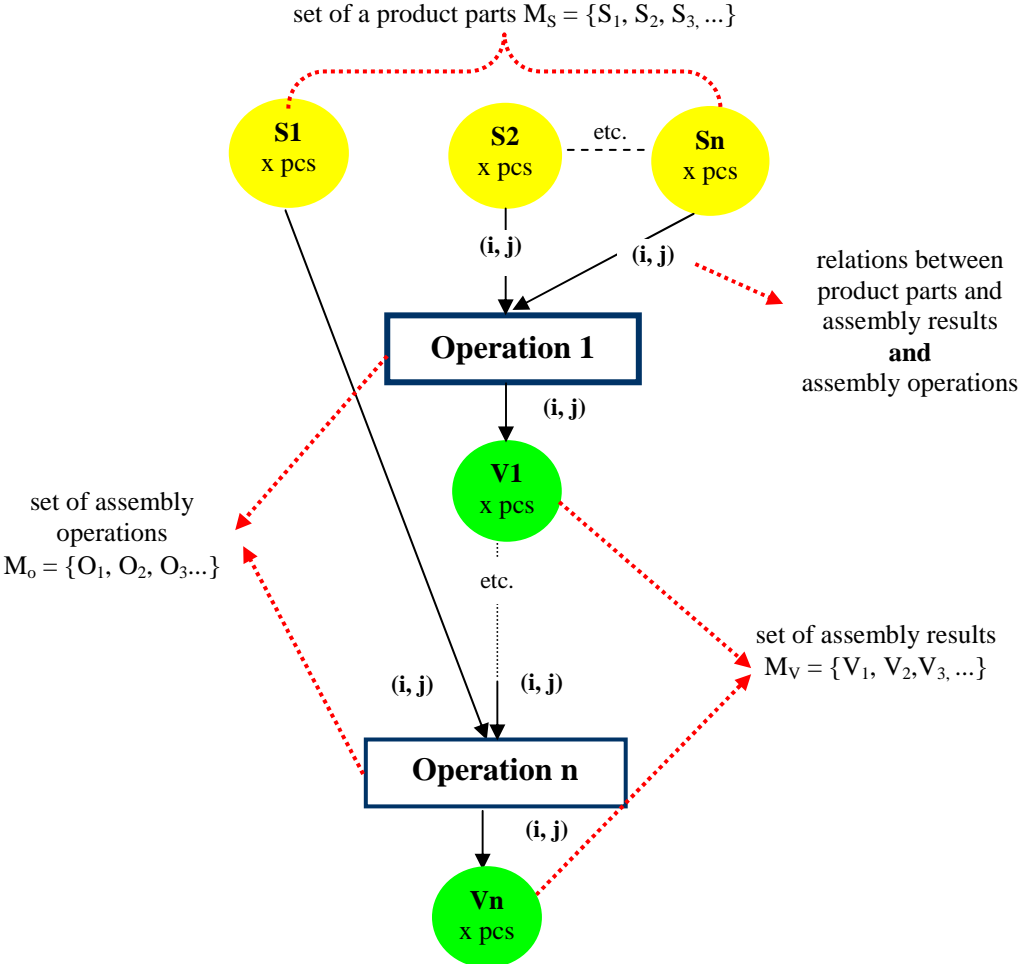 set of a product parts M_S = {S_1, S_2, S_3, ...}
S1
x pcs
S2
x pcs
etc.
Sn
x pcs
(i, j)
(i, j)
relations between
product parts and
assembly results
and
assembly operations
Operation 1
(i, j)
V1
x pcs
set of assembly
operations
M_o = {O_1, O_2, O_3...}
etc.
set of assembly results
M_V = {V_1, V_2,V_3, ...}
(i, j)
(i, j)
Operation n
(i, j)
Vn
x pcs